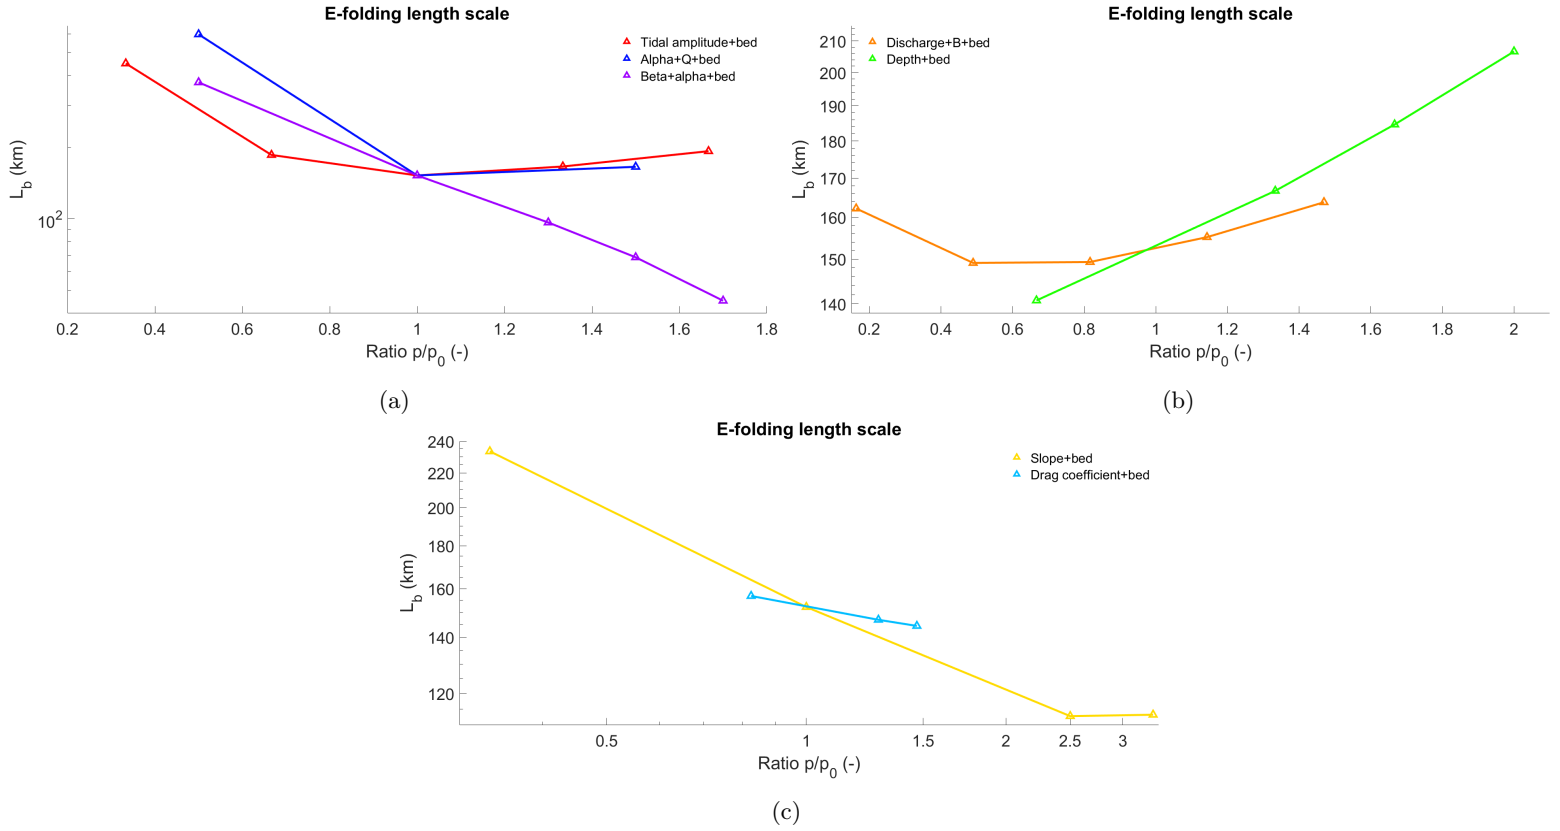 E-folding length scale
Tidal amplitude+bed
Alpha+Q+bed
Beta+alpha+bed
L_b (km)
10^2
0.2 0.4 0.6 0.8 1 1.2 1.4 1.6 1.8
Ratio p/p_0 (-)
(a)
E-folding length scale
Discharge+B+bed
Depth+bed
L_b (km)
210
200
190
180
170
160
150
140
0.2 0.4 0.6 0.8 1 1.2 1.4 1.6 1.8 2
Ratio p/p_0 (-)
(b)
E-folding length scale
Slope+bed
Drag coefficient+bed
L_b (km)
240
220
200
180
160
140
120
0.5 1 1.5 2 2.5 3
Ratio p/p_0 (-)
(c)